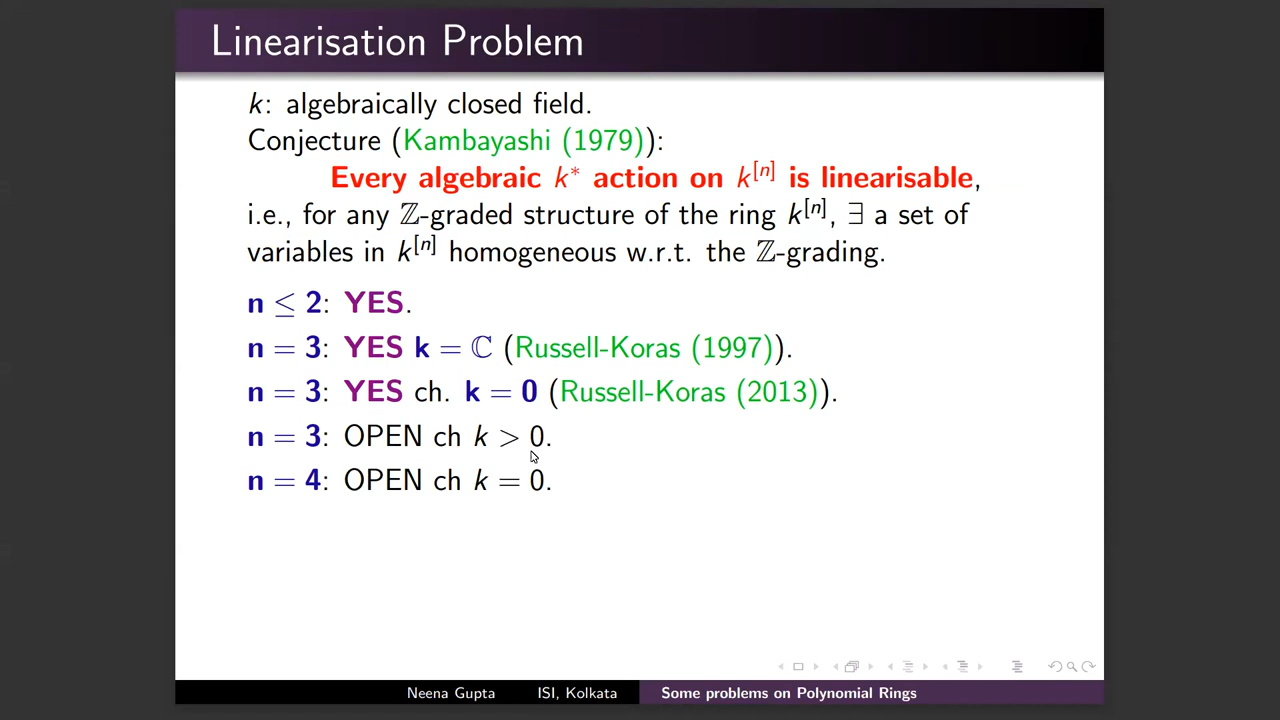 Linearisation Problem
k: algebraically closed field.
Conjecture (Kambayashi (1979)):
Every algebraic k* action on k^[n] is linearisable,
i.e., for any ℤ-graded structure of the ring k^[n], ∃ a set of
variables in k^[n] homogeneous w.r.t. the ℤ-grading.
n ≤ 2: YES.
n = 3: YES k = ℂ (Russell-Koras (1997)).
n = 3: YES ch. k = 0 (Russell-Koras (2013)).
n = 3: OPEN ch k > 0.
n = 4: OPEN ch k = 0.
Neena Gupta ISI, Kolkata Some problems on Polynomial Rings